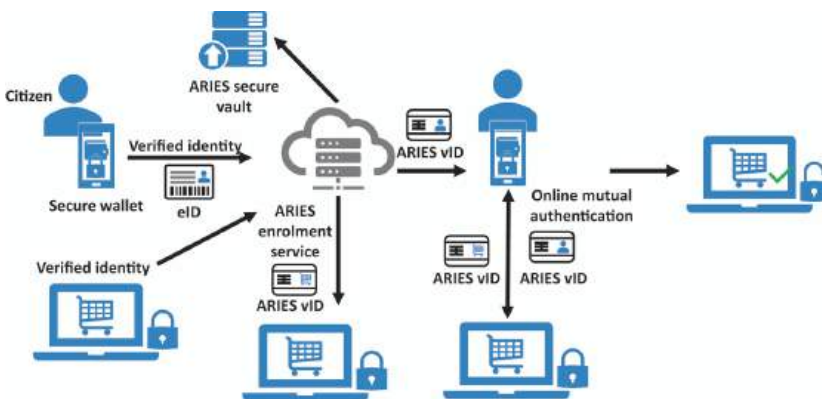 Citizen
ARIES secure
vault
Verified identity
eID
Secure wallet
ARIES vID
Online mutual
authentication
ARIES
enrolment
service
Verified identity
ARIES vID
ARIES vID
ARIES vID